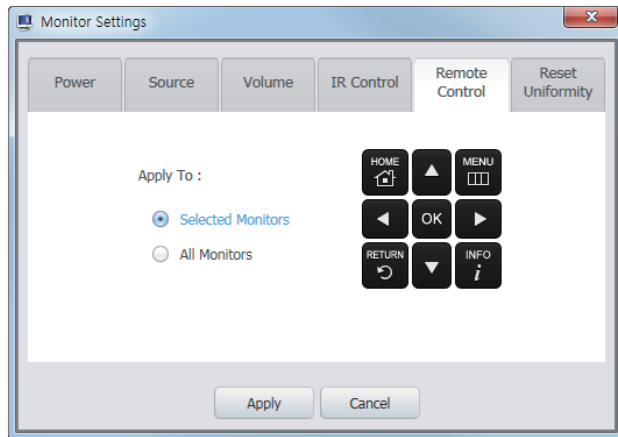 Monitor Settings
Power
Source
Volume
IR Control
Remote
Control
Reset
Uniformity
Apply To :
Selected Monitors
All Monitors
HOME
MENU
OK
RETURN
INFO
i
Apply
Cancel